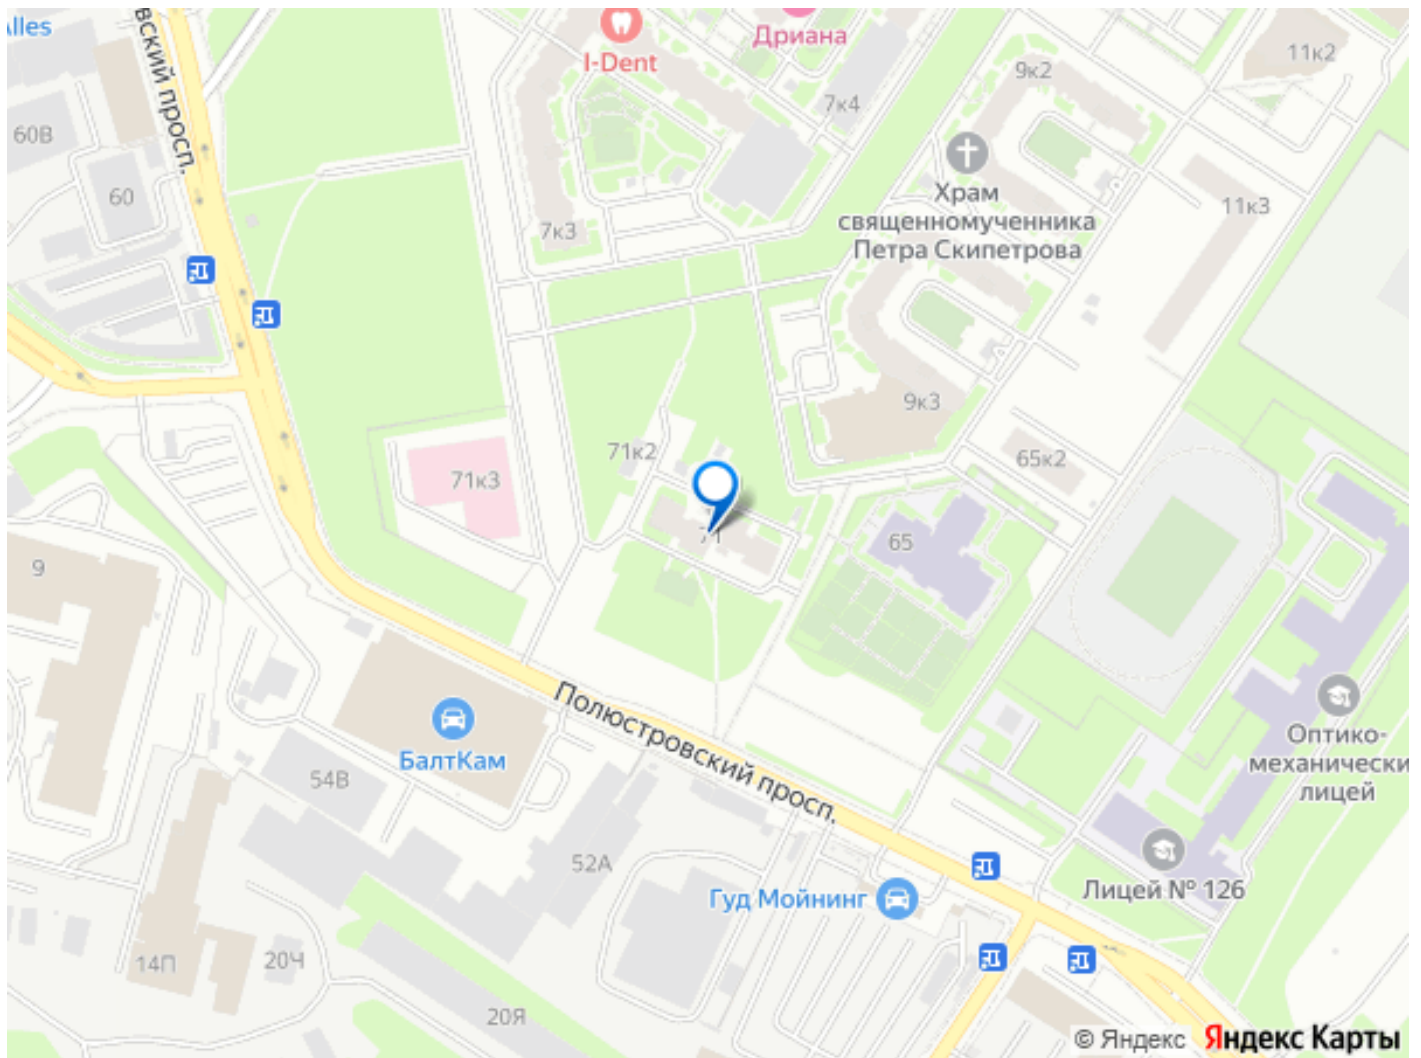 Alles
вский просп.
60В
60
I-Dent
Дриана
7к4
9к2
11к2
Храм
священномученника
Петра Скипетрова
11к3
7к3
9к3
71к2
71к3
65к2
71
65
9
Полюстровский просп.
БалтКам
54В
52А
Оптико-
механически
лицей
Лицей № 126
Гуд Мойнинг
14П
20Ч
20Я
© Яндекс Яндекс Карты